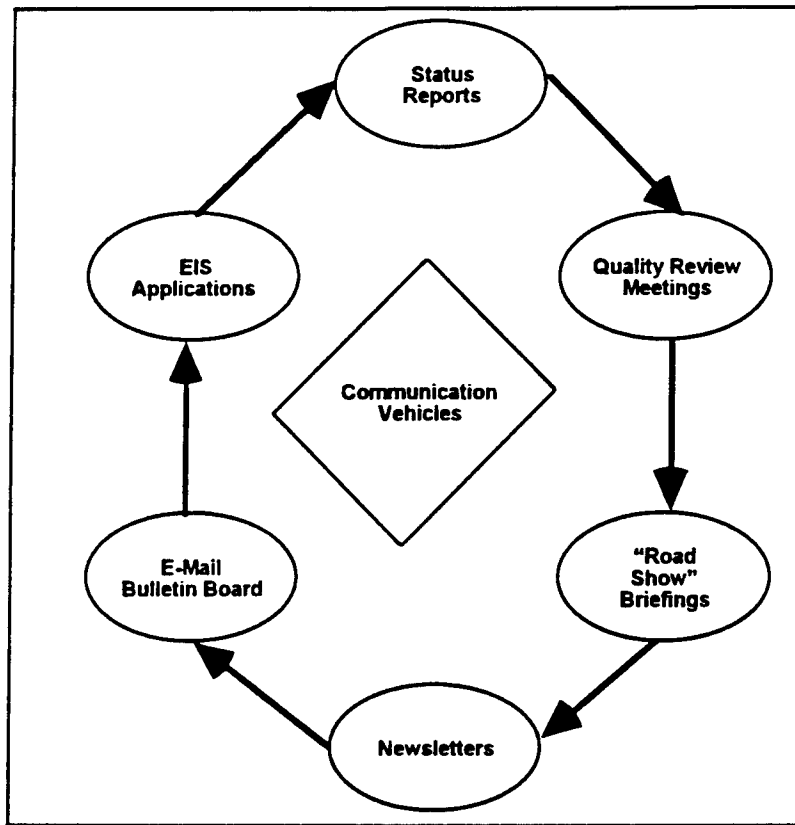 Status
Reports
EIS
Applications
Quality Review
Meetings
Communication
Vehicles
E-Mail
Bulletin Board
“Road
Show”
Briefings
Newsletters